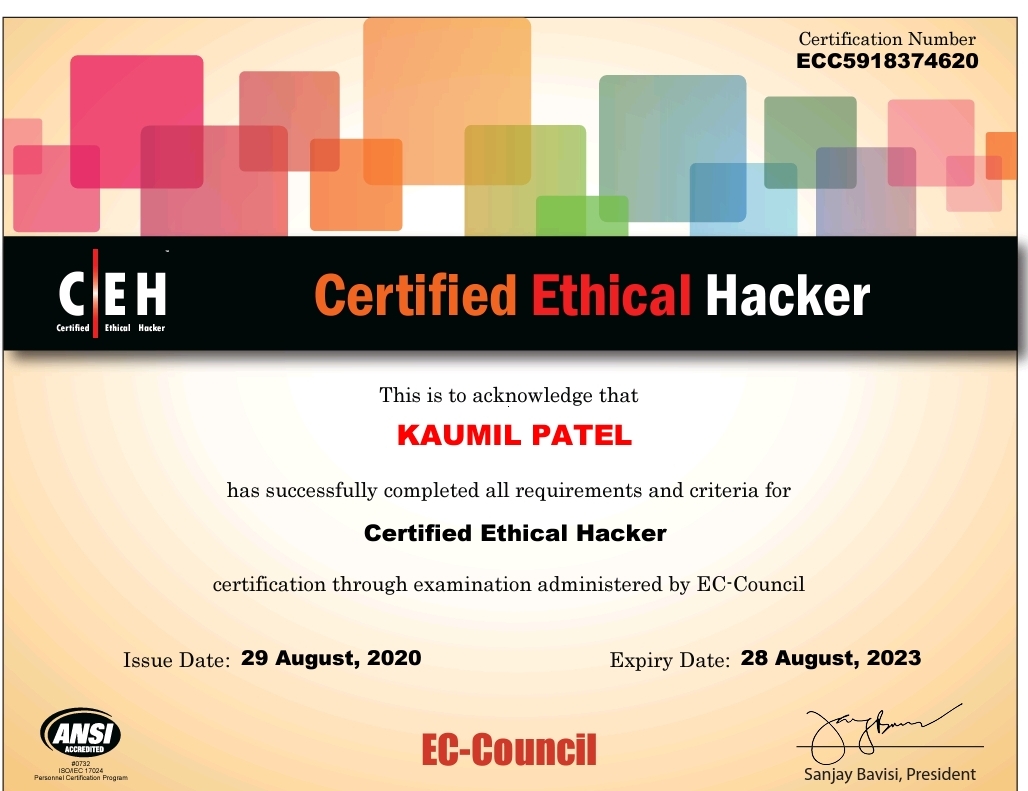 Certification Number
ECC5918374620
C|EH
Certified Ethical Hacker
Certified Ethical Hacker
This is to acknowledge that
KAUMIL PATEL
has successfully completed all requirements and criteria for
Certified Ethical Hacker
certification through examination administered by EC-Council
Issue Date: 29 August, 2020 Expiry Date: 28 August, 2023
ANSI
ACCREDITED
#0732
ISO/IEC 17024
Personnel Certification Program
EC-Council
Sanjay Bavisi, President